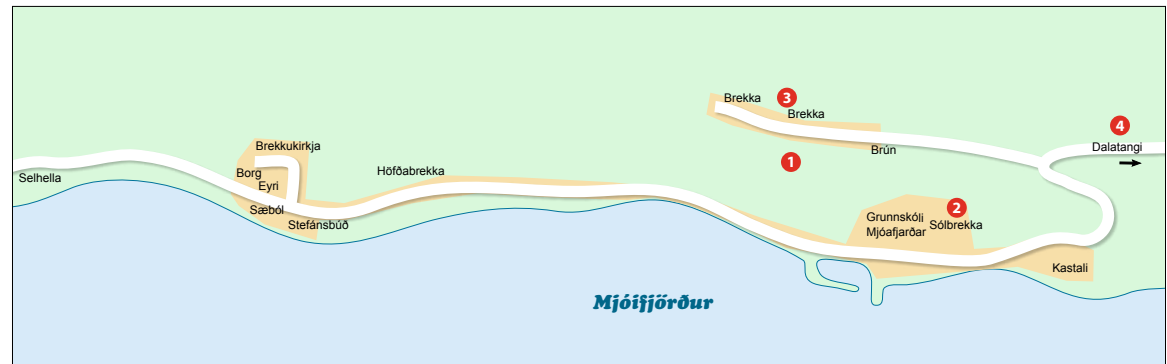 Brekka
3
Brekka
4
Dalatangi
Brekkukirkja
Brún
1
Höfðabrekka
Selhella
Borg
Eyri
Sæból
Stefánsbúð
2
Grunnskóli
Mjóafjarðar
Sólbrekka
Kastali
Mjóifjörður